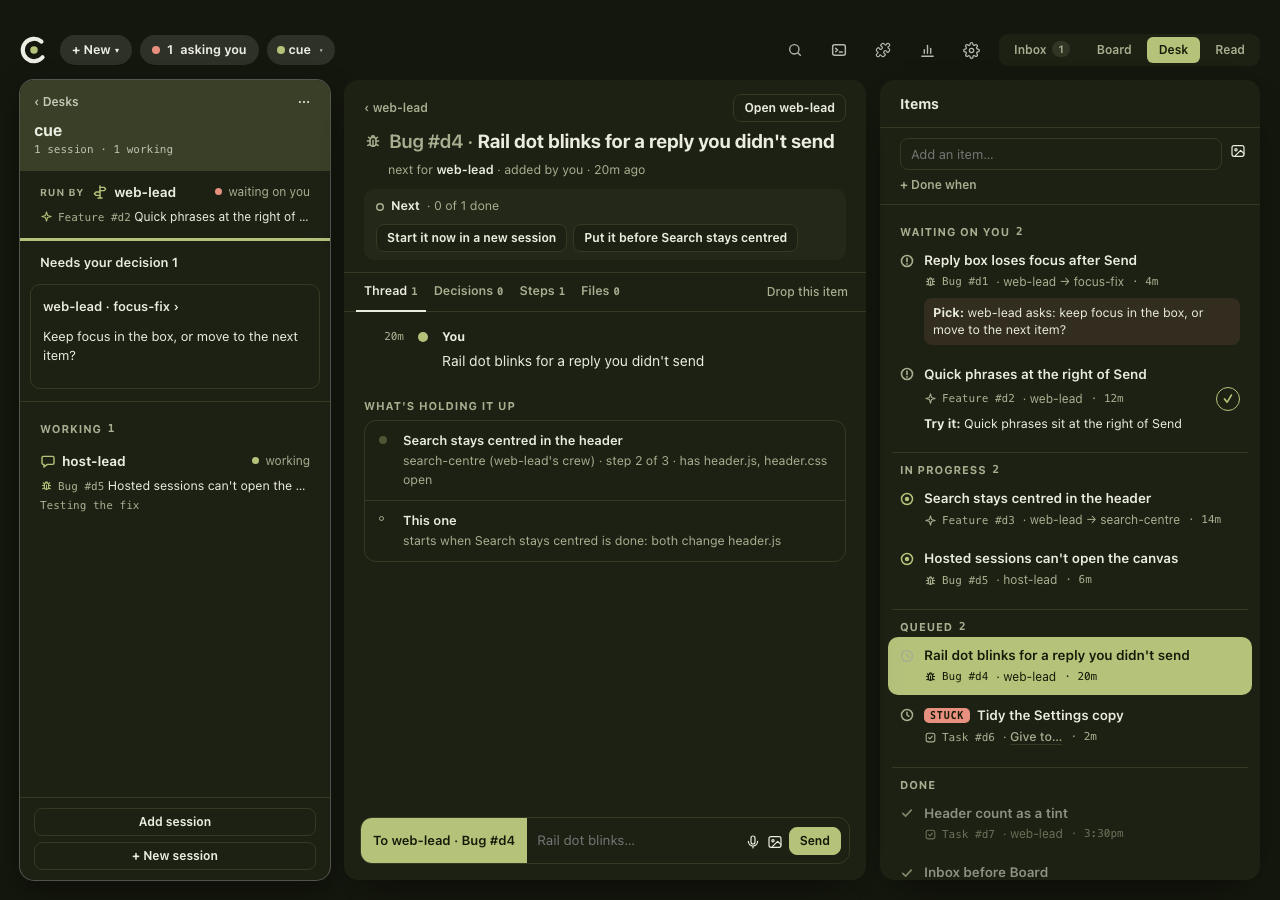 + New ▾
1 asking you
cue ·
Inbox 1
Board
Desk
Read
‹ Desks
···
cue
1 session · 1 working
RUN BY web-lead
waiting on you
Feature #d2 Quick phrases at the right of ...
Needs your decision 1
web-lead · focus-fix ›
Keep focus in the box, or move to the next
item?
WORKING 1
host-lead
working
Bug #d5 Hosted sessions can't open the ...
Testing the fix
Add session
+ New session
‹ web-lead
Open web-lead
Bug #d4 · Rail dot blinks for a reply you didn't send
next for web-lead · added by you · 20m ago
Next · 0 of 1 done
Start it now in a new session
Put it before Search stays centred
Thread 1
Decisions 0
Steps 1
Files 0
Drop this item
20m
You
Rail dot blinks for a reply you didn't send
WHAT'S HOLDING IT UP
Search stays centred in the header
search-centre (web-lead's crew) · step 2 of 3 · has header.js, header.css
open
This one
starts when Search stays centred is done: both change header.js
To web-lead · Bug #d4
Rail dot blinks…
Send
Items
Add an item…
+ Done when
WAITING ON YOU 2
Reply box loses focus after Send
Bug #d1 · web-lead → focus-fix · 4m
Pick: web-lead asks: keep focus in the box, or
move to the next item?
Quick phrases at the right of Send
Feature #d2 · web-lead · 12m
Try it: Quick phrases sit at the right of Send
IN PROGRESS 2
Search stays centred in the header
Feature #d3 · web-lead → search-centre · 14m
Hosted sessions can't open the canvas
Bug #d5 · host-lead · 6m
QUEUED 2
Rail dot blinks for a reply you didn't send
Bug #d4 · web-lead · 20m
STUCK Tidy the Settings copy
Task #d6 · Give to… · 2m
DONE
Header count as a tint
Task #d7 · web-lead · 3:30pm
Inbox before Board